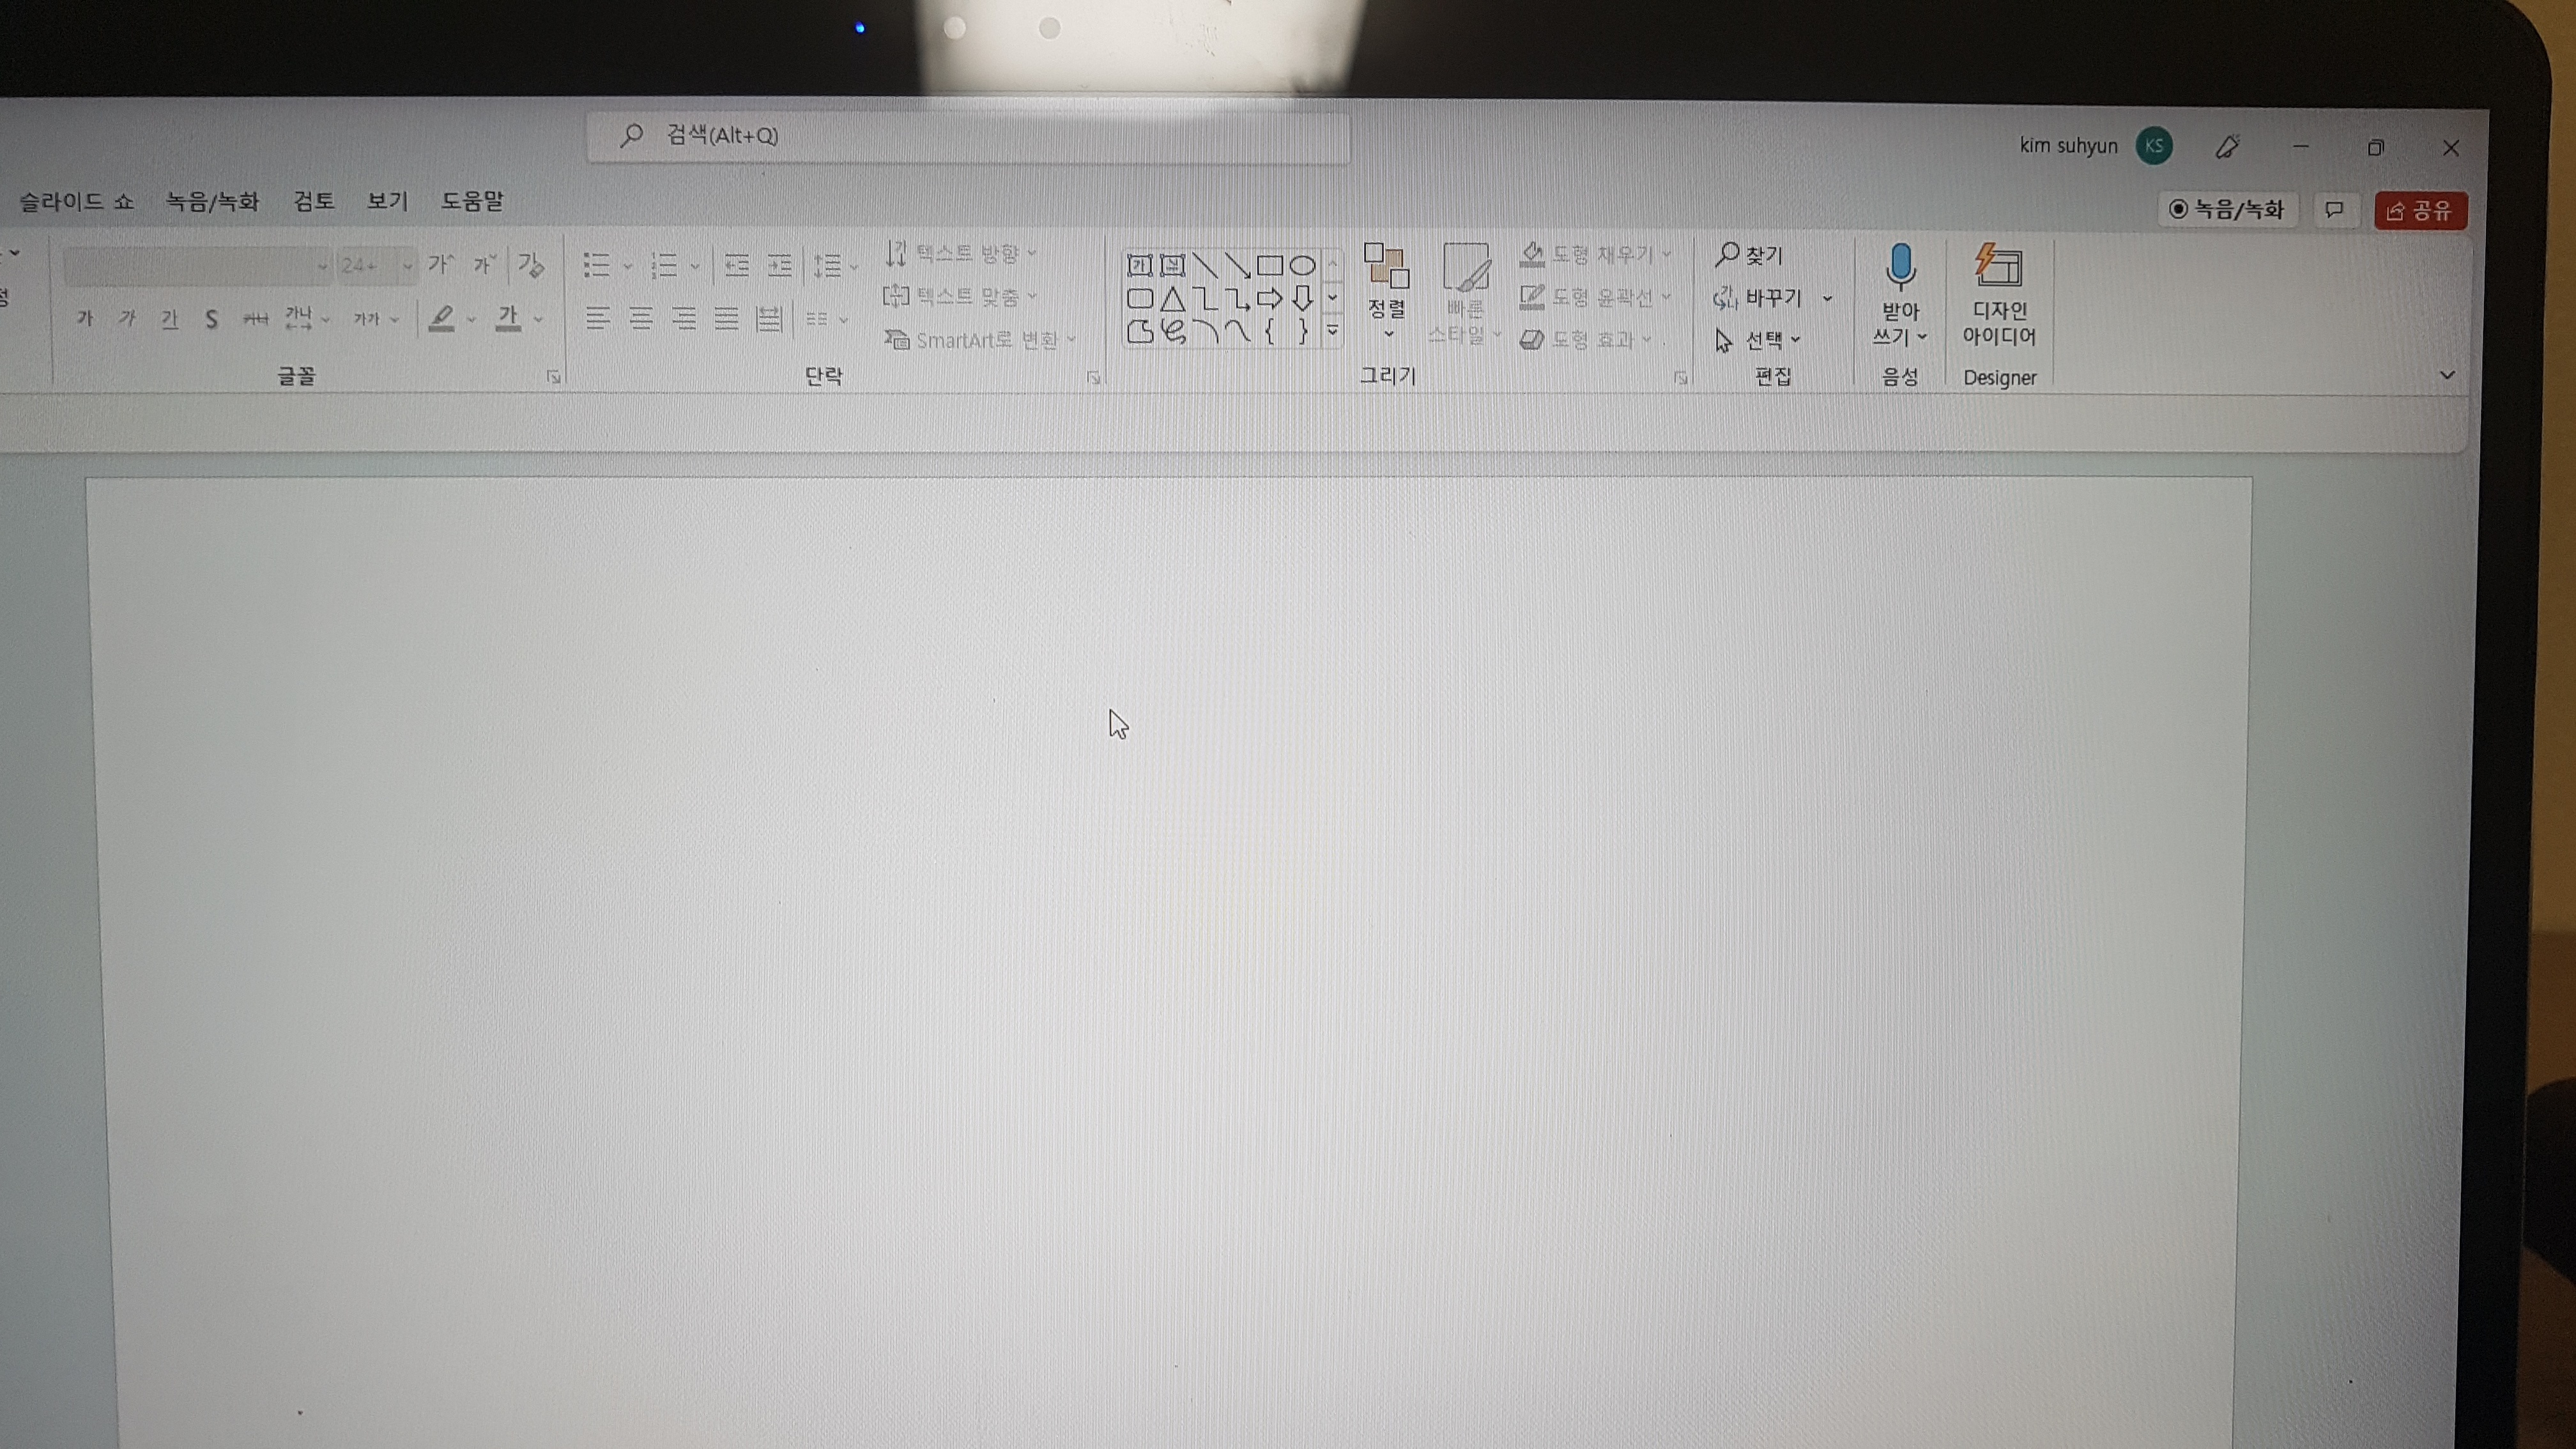 검색(Alt+Q)
kim suhyun KS
슬라이드 쇼 녹음/녹화 검토 보기 도움말
녹음/녹화 공유
24+ 가 가 가
텍스트 방향
텍스트 맞춤
SmartArt로 변환
가 가 가 S 가나 가가 가
정렬
빠른
스타일
도형 채우기
도형 윤곽선
도형 효과
찾기
바꾸기
선택
받아
쓰기
디자인
아이디어
글꼴 단락 그리기 편집 음성 Designer